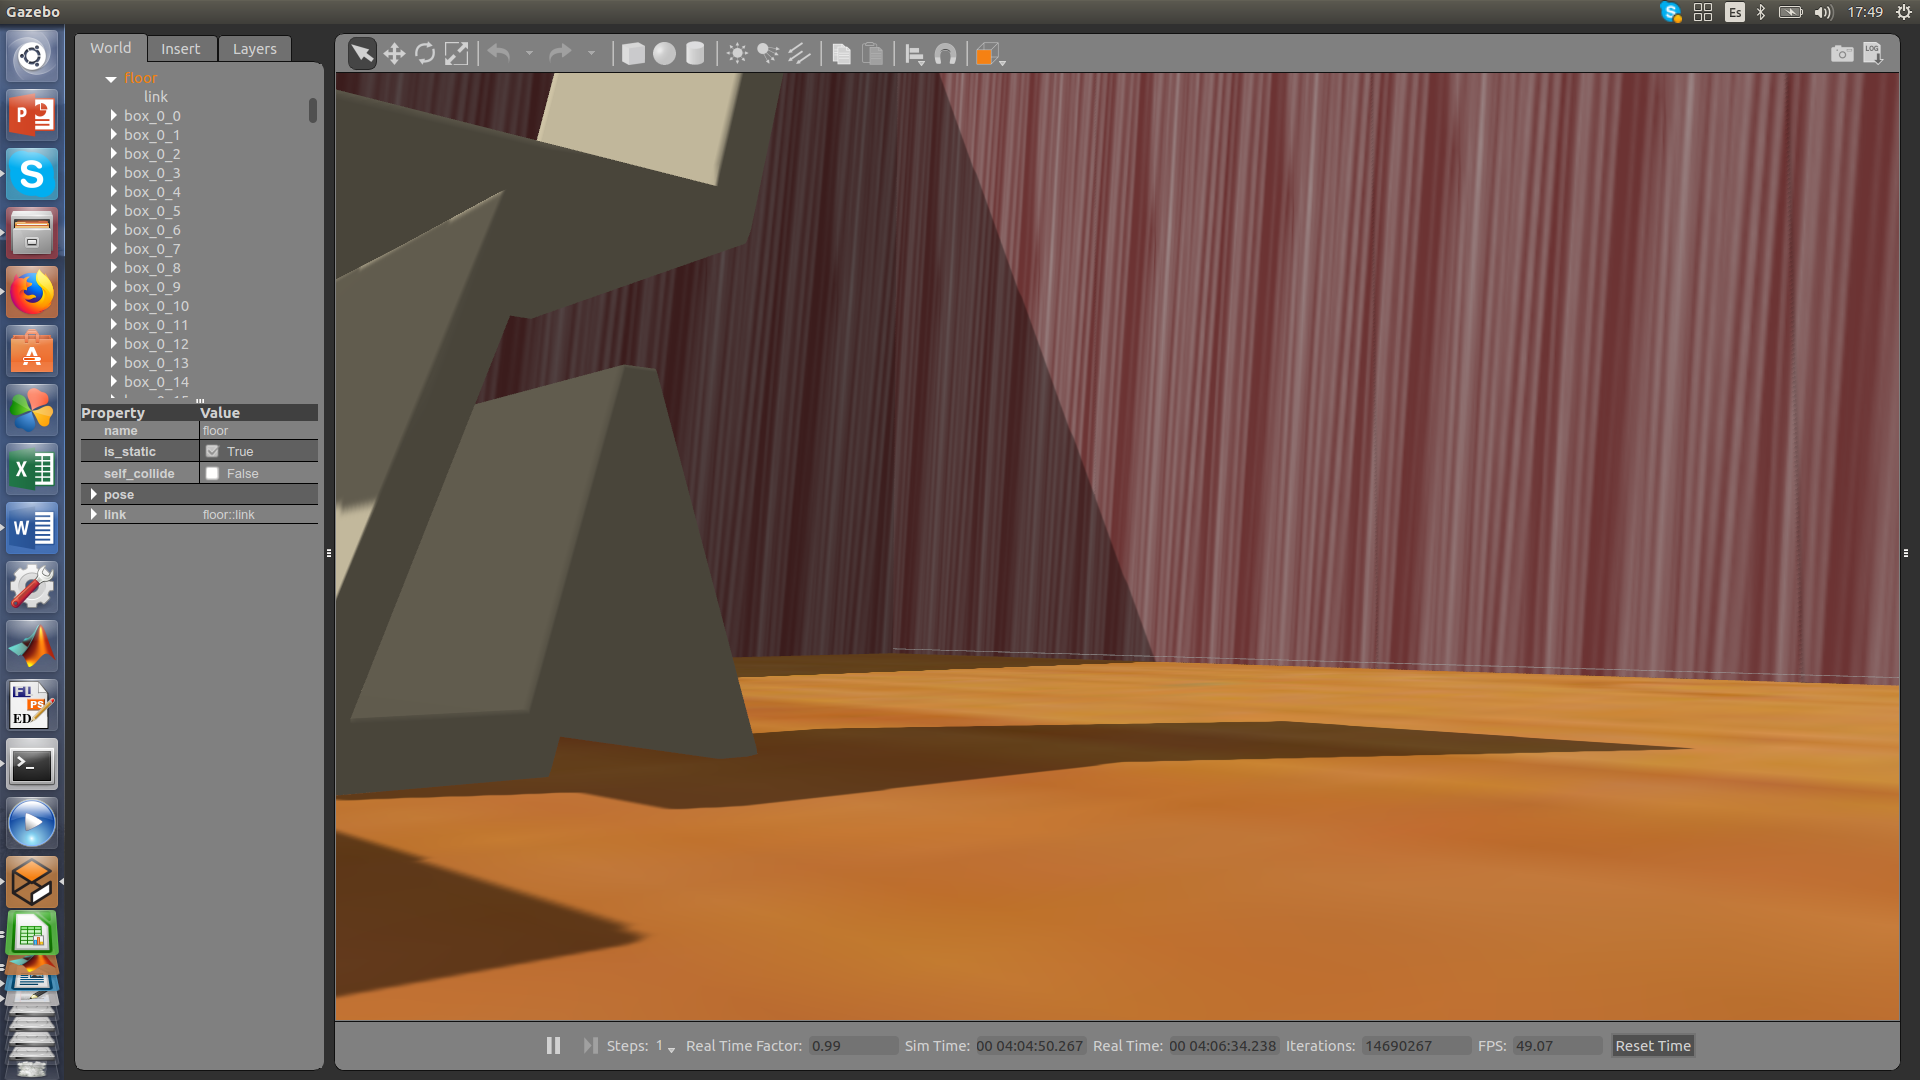 Gazebo
Es
17:49
World
Insert
Layers
LOG
floor
link
box_0_0
box_0_1
box_0_2
box_0_3
box_0_4
box_0_5
box_0_6
box_0_7
box_0_8
box_0_9
box_0_10
box_0_11
box_0_12
box_0_13
box_0_14
Property Value
name floor
is_static True
self_collide False
pose
link floor::link
Steps: 1 Real Time Factor: 0.99 Sim Time: 00 04:04:50.267 Real Time: 00 04:06:34.238 Iterations: 14690267 FPS: 49.07 Reset Time